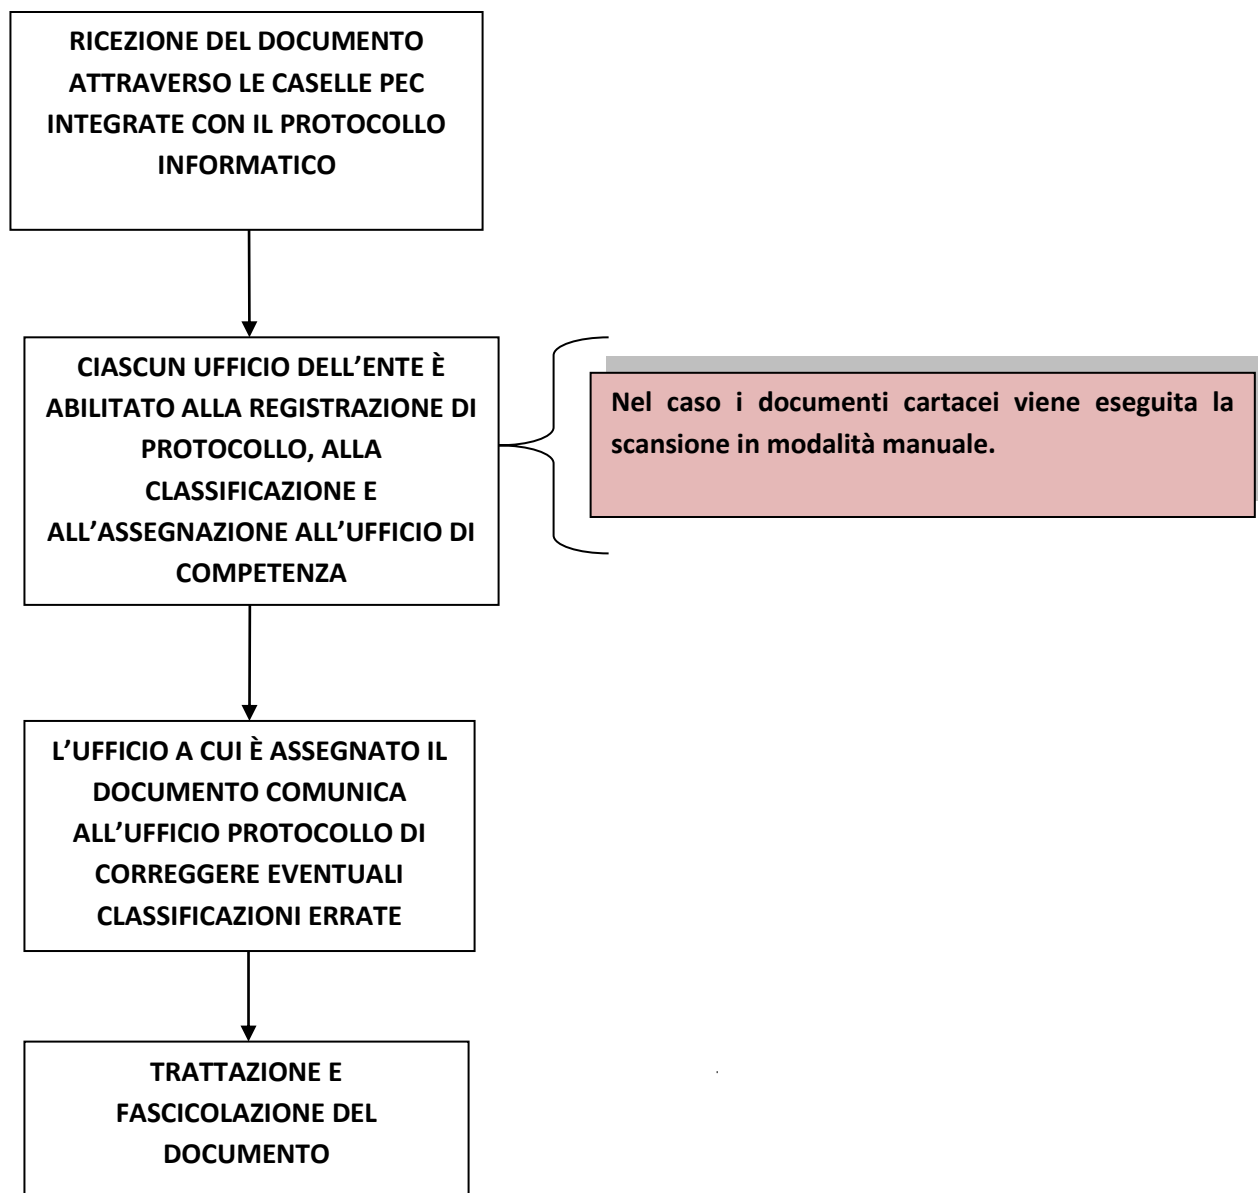 RICEZIONE DEL DOCUMENTO
ATTRAVERSO LE CASELLE PEC
INTEGRATE CON IL PROTOCOLLO
INFORMATICO
CIASCUN UFFICIO DELL’ENTE È
ABILITATO ALLA REGISTRAZIONE DI
PROTOCOLLO, ALLA
CLASSIFICAZIONE E
ALL’ASSEGNAZIONE ALL’UFFICIO DI
COMPETENZA
Nel caso i documenti cartacei viene eseguita la
scansione in modalità manuale.
L’UFFICIO A CUI È ASSEGNATO IL
DOCUMENTO COMUNICA
ALL’UFFICIO PROTOCOLLO DI
CORREGGERE EVENTUALI
CLASSIFICAZIONI ERRATE
TRATTAZIONE E
FASCICOLAZIONE DEL
DOCUMENTO